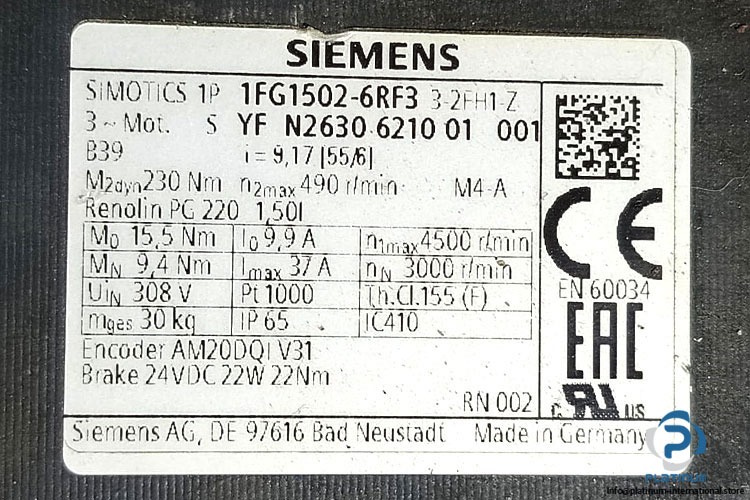 SIEMENS
SIMOTICS 1P 1FG1502-6RF3 3-2FH1-Z
3~Mot. S YF N2630 6210 01 001
B39 i=9,17 |55/6|
M2dyn 230 Nm n2max 490 r/min M4-A
Renolin PG 220 1,50l
M0 15,5 Nm I0 9,9 A n1max 4500 r/min
MN 9,4 Nm Imax 37 A nN 3000 r/min
UiN 308 V Pt 1000 Th.Cl.155 (F)
mges 30 kg IP 65 IC410
CE
EN 60034
EAC
Encoder AM20DQI V31
Brake 24VDC 22W 22Nm
RN 002
c RU US
Siemens AG, DE 97616 Bad Neustadt Made in Germany
PLATINUM
info@platinum-international.store